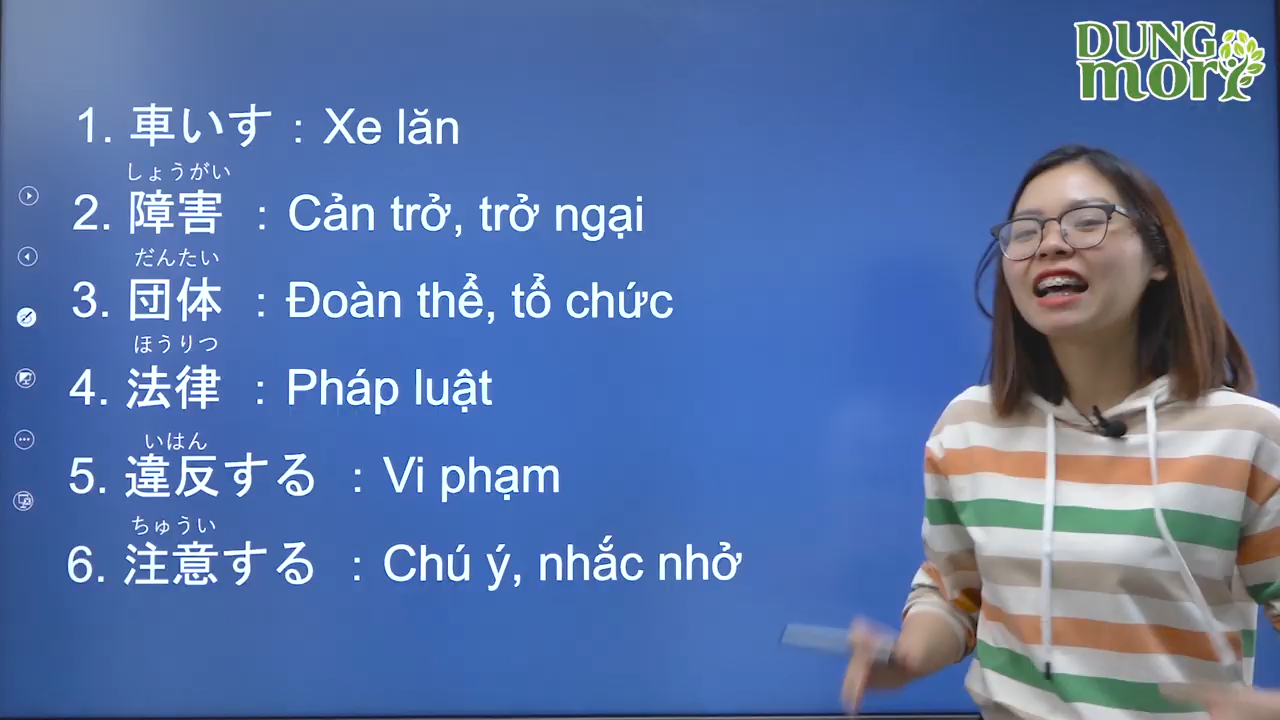 DUNG
mori
1. 車いす : Xe lăn
しょうがい
2. 障害 : Cản trở, trở ngại
だんたい
3. 団体 : Đoàn thể, tổ chức
ほうりつ
4. 法律 : Pháp luật
いはん
5. 違反する : Vi phạm
ちゅうい
6. 注意する : Chú ý, nhắc nhở